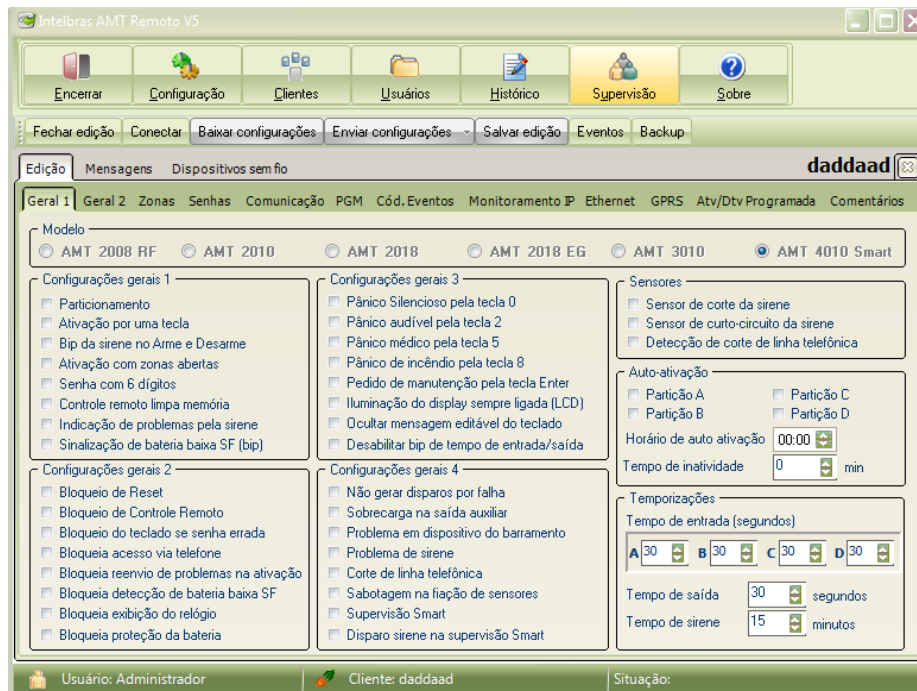 Intelbras AMT Remoto V5
Encerrar Configuração Clientes Usuários Histórico Supervisão Sobre
Fechar edição Conectar Baixar configurações Enviar configurações Salvar edição Eventos Backup
Edição Mensagens Dispositivos sem fio daddaad
Geral 1 Geral 2 Zonas Senhas Comunicação PGM Cód.Eventos Monitoramento IP Ethernet GPRS Atv/Dtv Programada Comentários
Modelo
AMT 2008 RF AMT 2010 AMT 2018 AMT 2018 EG AMT 3010 AMT 4010 Smart
Configurações gerais 1
Particionamento
Ativação por uma tecla
Bip da sirene no Arme e Desarme
Ativação com zonas abertas
Senha com 6 dígitos
Controle remoto limpa memória
Indicação de problemas pela sirene
Sinalização de bateria baixa SF (bip)
Configurações gerais 2
Bloqueio de Reset
Bloqueio de Controle Remoto
Bloqueio do teclado se senha errada
Bloqueia acesso via telefone
Bloqueia reenvio de problemas na ativação
Bloqueia detecção de bateria baixa SF
Bloqueia exibição do relógio
Bloqueia proteção da bateria
Configurações gerais 3
Pânico Silencioso pela tecla 0
Pânico audível pela tecla 2
Pânico médico pela tecla 5
Pânico de incêndio pela tecla 8
Pedido de manutenção pela tecla Enter
Iluminação do display sempre ligada (LCD)
Ocultar mensagem editável do teclado
Desabilitar bip de tempo de entrada/saída
Configurações gerais 4
Não gerar disparos por falha
Sobrecarga na saída auxiliar
Problema em dispositivo do barramento
Problema de sirene
Corte de linha telefônica
Sabotagem na fiação de sensores
Supervisão Smart
Disparo sirene na supervisão Smart
Sensores
Sensor de corte da sirene
Sensor de curto-circuito da sirene
Detecção de corte de linha telefônica
Auto-ativação
Partição A Partição C
Partição B Partição D
Horário de auto ativação 00:00
Tempo de inatividade 0 min
Temporizações
Tempo de entrada (segundos)
A 30 B 30 C 30 D 30
Tempo de saída 30 segundos
Tempo de sirene 15 minutos
Usuário: Administrador Cliente: daddaad Situação: